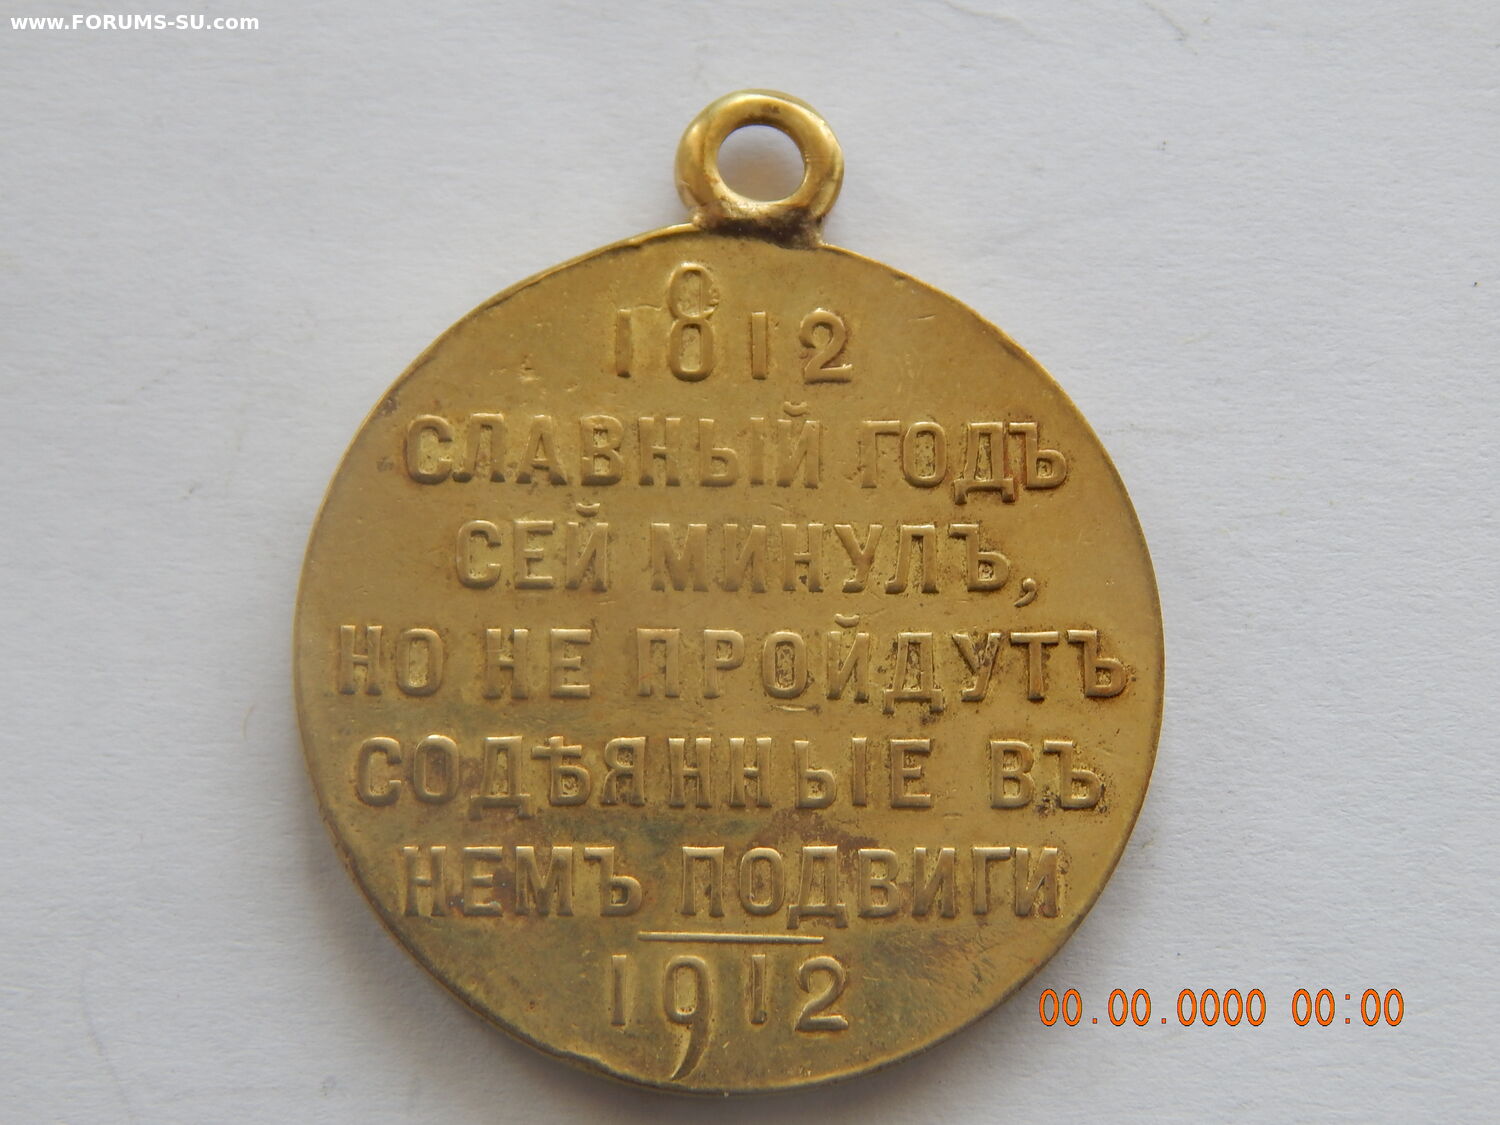 www.FORUMS-SU.com
1812
СЛАВНЫЙ ГОДЪ
СЕЙ МИНУЛЪ,
НО НЕ ПРОЙДУТЪ
СОДѢЯННЫЕ ВЪ
НЕМЪ ПОДВИГИ
1912
00.00.0000 00:00